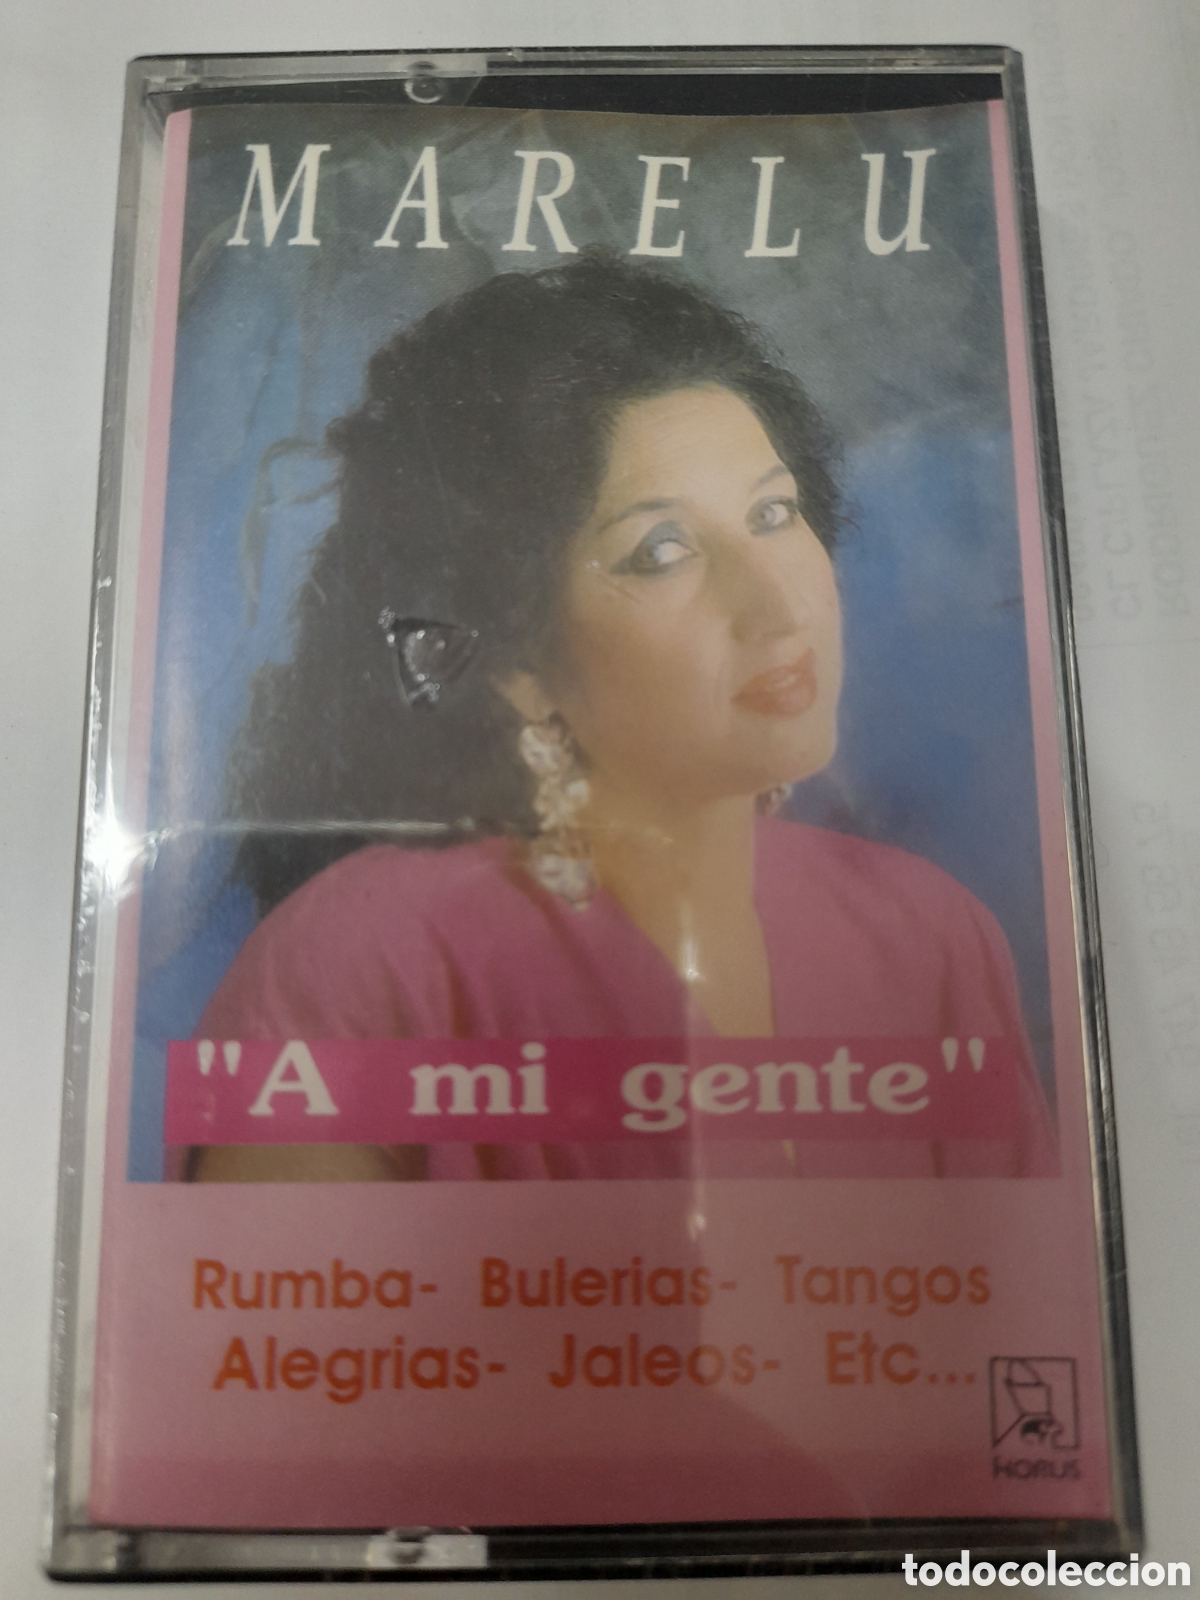 MARELU
"A mi gente"
Rumba- Bulerias- Tangos
Alegrias- Jaleos- Etc...
HORUS
todocoleccion